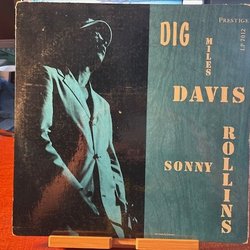 DIG
PRESTIGE
LP 7012
MILES
DAVIS
SONNY
ROLLINS